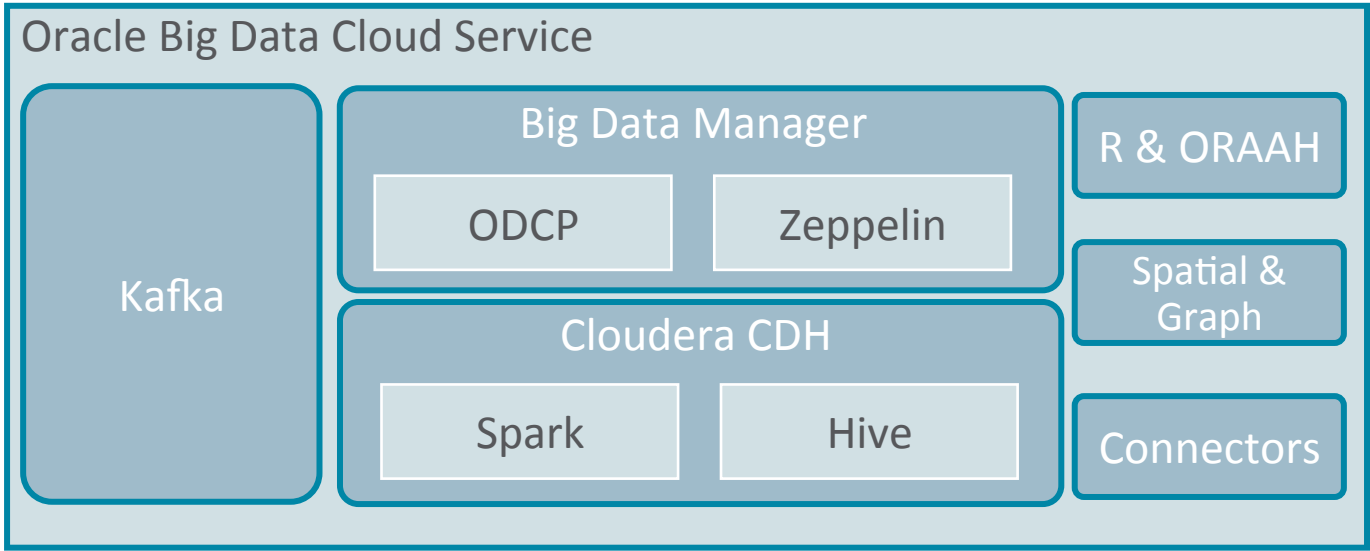 Oracle Big Data Cloud Service
Kafka
Big Data Manager
ODCP
Zeppelin
Cloudera CDH
Spark
Hive
R & ORAAH
Spatial &
Graph
Connectors